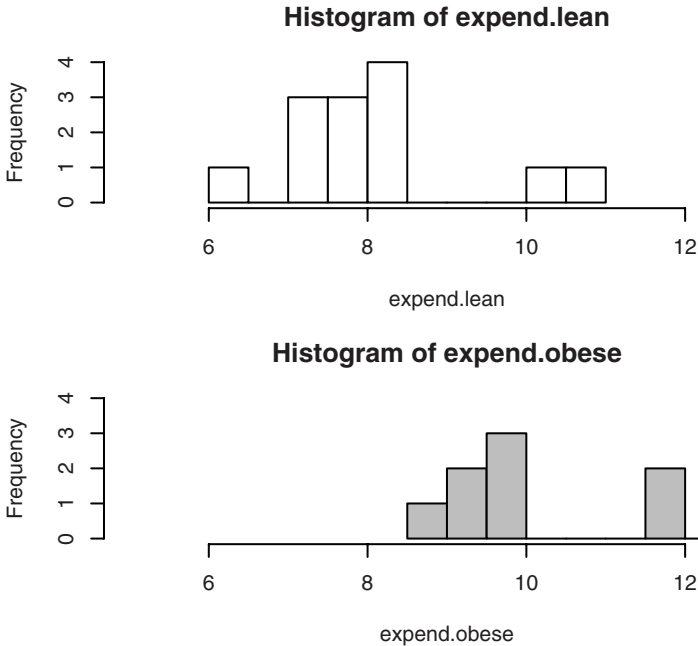 Histogram of expend.lean
Frequency
4
3
2
1
0
6 8 10 12
expend.lean
Histogram of expend.obese
Frequency
4
3
2
1
0
6 8 10 12
expend.obese